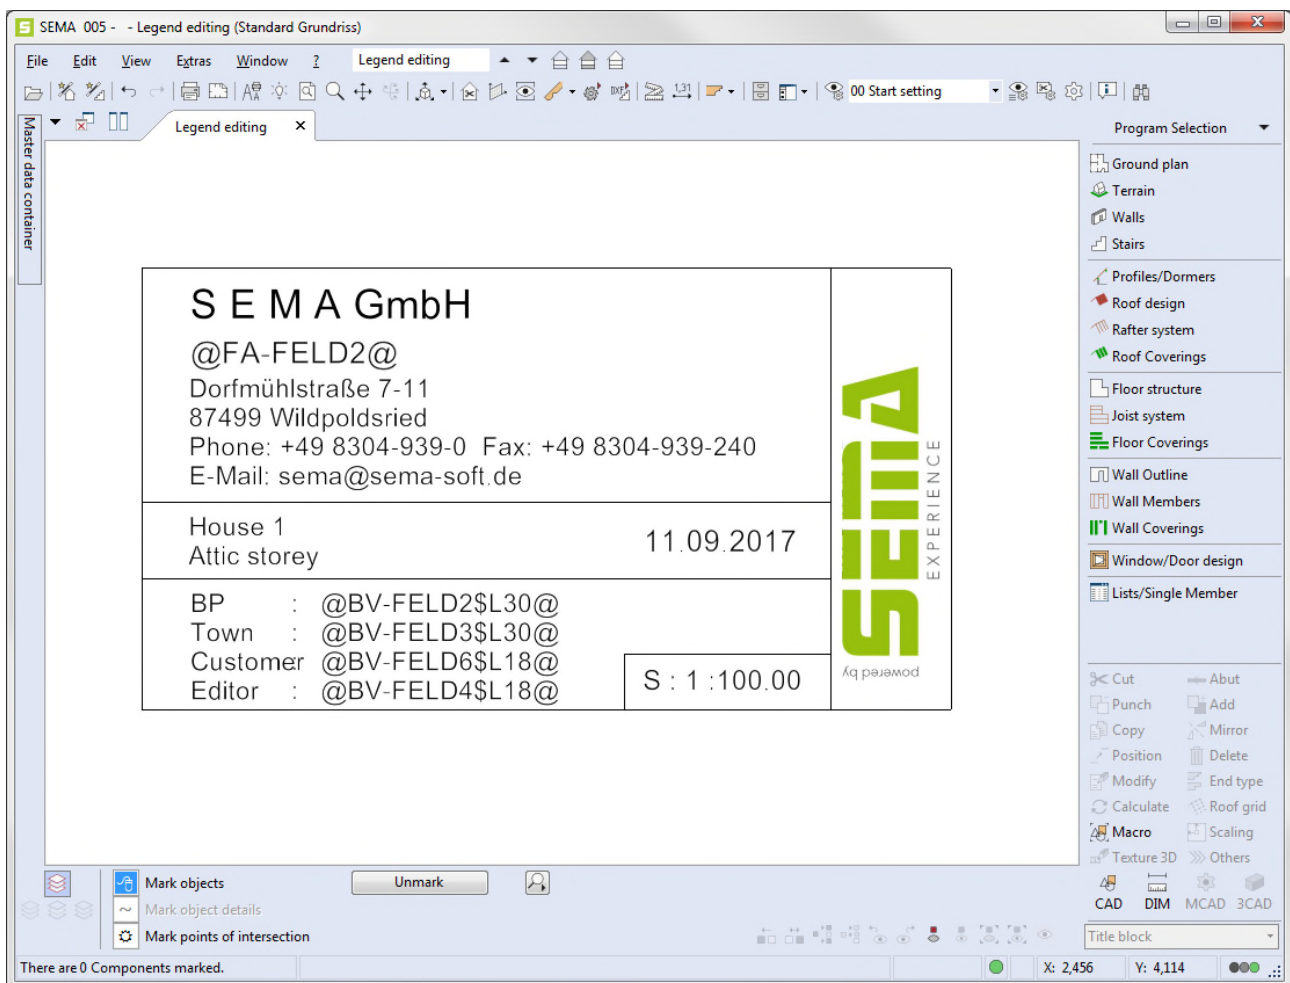 SEMA 005 - - Legend editing (Standard Grundriss)
File Edit View Extras Window ? Legend editing
1,31 DXF 00 Start setting
Legend editing
Master data container
Program Selection
Ground plan
Terrain
Walls
Stairs
Profiles/Dormers
Roof design
Rafter system
Roof Coverings
Floor structure
Joist system
Floor Coverings
Wall Outline
Wall Members
Wall Coverings
Window/Door design
Lists/Single Member
S E M A GmbH
@FA-FELD2@
Dorfmühlstraße 7-11
87499 Wildpoldsried
Phone: +49 8304-939-0 Fax: +49 8304-939-240
E-Mail: sema@sema-soft.de
House 1
Attic storey
11.09.2017
BP : @BV-FELD2$L30@
Town : @BV-FELD3$L30@
Customer @BV-FELD6$L18@
Editor : @BV-FELD4$L18@
S : 1 :100.00
SEMA
EXPERIENCE
powered by
Cut Abut
Punch Add
Copy Mirror
Position Delete
Modify End type
Calculate Roof grid
Macro Scaling
Texture 3D Others
CAD DIM MCAD 3CAD
Title block
Mark objects Unmark
Mark object details
Mark points of intersection
There are 0 Components marked.
X: 2,456 Y: 4,114